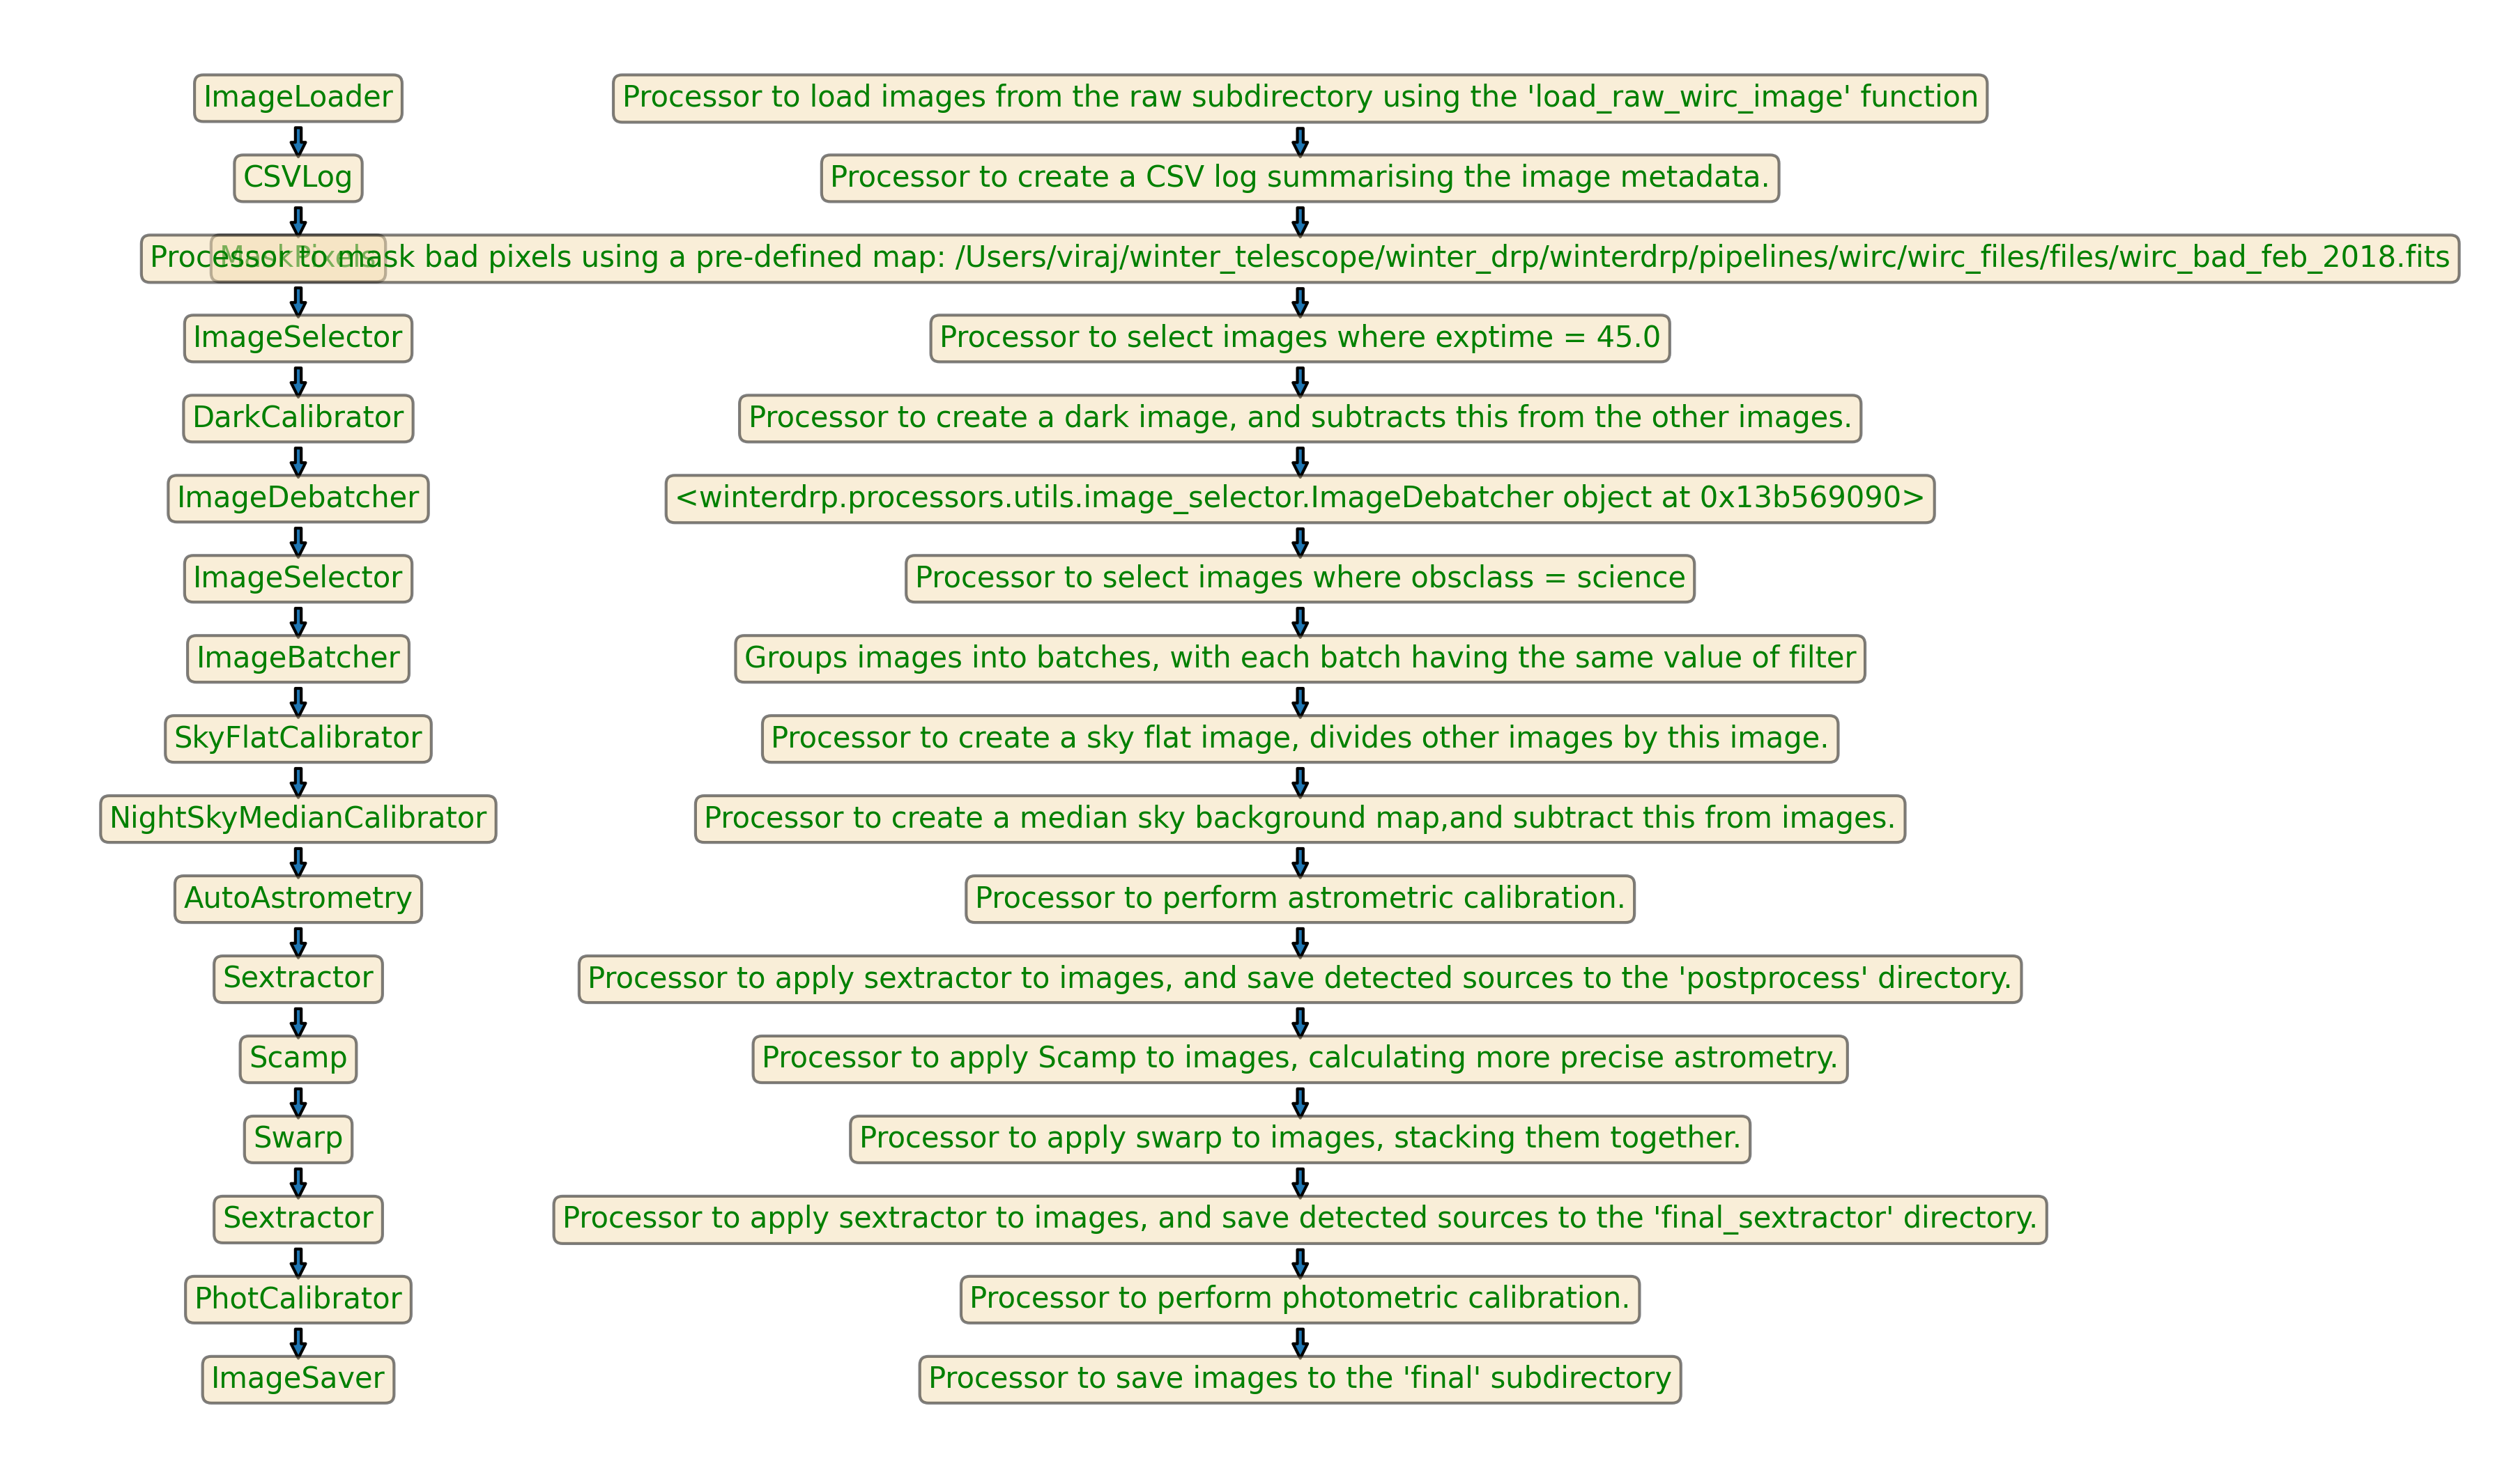 ImageLoader
Processor to load images from the raw subdirectory using the 'load_raw_wirc_image' function
CSVLog
Processor to create a CSV log summarising the image metadata.
MaskPixels
Processor to mask bad pixels using a pre-defined map: /Users/viraj/winter_telescope/winter_drp/winterdrp/pipelines/wirc/wirc_files/files/wirc_bad_feb_2018.fits
ImageSelector
Processor to select images where exptime = 45.0
DarkCalibrator
Processor to create a dark image, and subtracts this from the other images.
ImageDebatcher
<winterdrp.processors.utils.image_selector.ImageDebatcher object at 0x13b569090>
ImageSelector
Processor to select images where obsclass = science
ImageBatcher
Groups images into batches, with each batch having the same value of filter
SkyFlatCalibrator
Processor to create a sky flat image, divides other images by this image.
NightSkyMedianCalibrator
Processor to create a median sky background map,and subtract this from images.
AutoAstrometry
Processor to perform astrometric calibration.
Sextractor
Processor to apply sextractor to images, and save detected sources to the 'postprocess' directory.
Scamp
Processor to apply Scamp to images, calculating more precise astrometry.
Swarp
Processor to apply swarp to images, stacking them together.
Sextractor
Processor to apply sextractor to images, and save detected sources to the 'final_sextractor' directory.
PhotCalibrator
Processor to perform photometric calibration.
ImageSaver
Processor to save images to the 'final' subdirectory